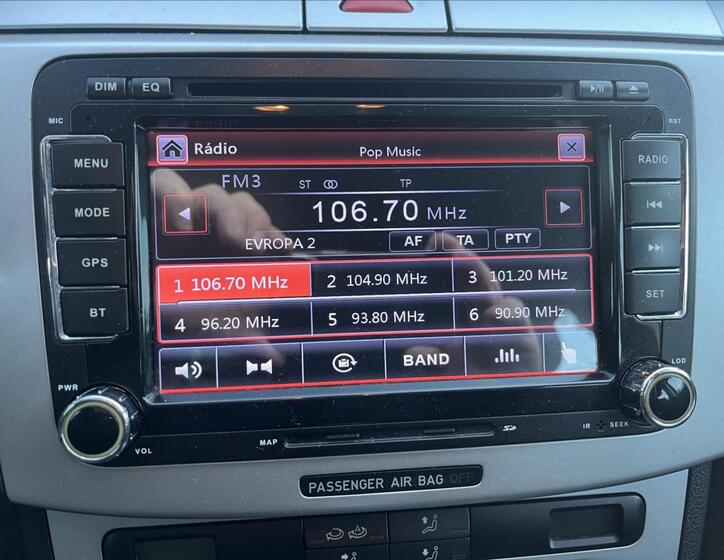 DIM EQ
MIC
RST
MENU
MODE
GPS
BT
Rádio
Pop Music
FM3 ST TP
106.70 MHz
EVROPA 2 AF TA PTY
1 106.70 MHz 2 104.90 MHz 3 101.20 MHz
4 96.20 MHz 5 93.80 MHz 6 90.90 MHz
BAND
RADIO
SET
PWR
LOD
VOL
MAP
IR SEEK
PASSENGER AIR BAG OFF